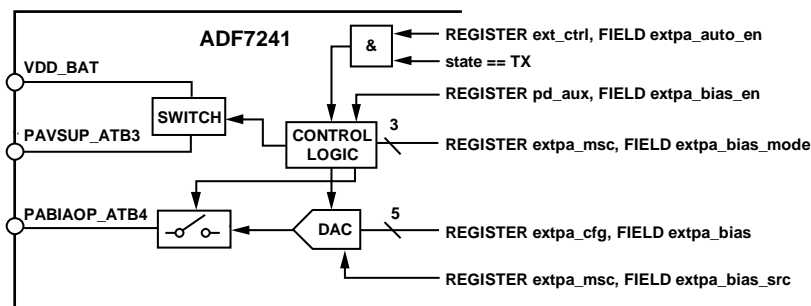 ADF7241
REGISTER ext_ctrl, FIELD extpa_auto_en
&
state == TX
VDD_BAT
REGISTER pd_aux, FIELD extpa_bias_en
SWITCH
PAVSUP_ATB3
CONTROL
LOGIC
3
REGISTER extpa_msc, FIELD extpa_bias_mode
PABIAOP_ATB4
DAC
5
REGISTER extpa_cfg, FIELD extpa_bias
REGISTER extpa_msc, FIELD extpa_bias_src